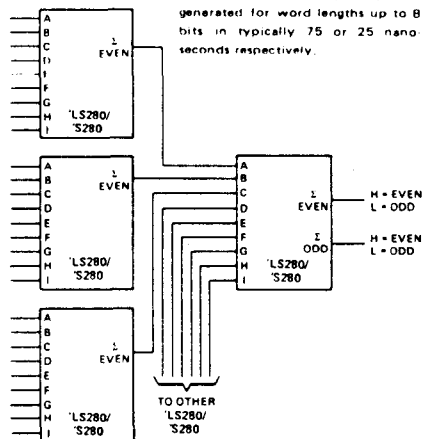 generated for word lengths up to 8
bits in typically 75 or 25 nano-
seconds respectively.
A
B
C
D
E
F
G
H
I
Σ
EVEN
'LS280/
'S280
A
B
C
D
E
F
G
H
I
Σ
EVEN
'LS280/
'S280
A
B
C
D
E
F
G
H
I
Σ
EVEN
'LS280/
'S280
A
B
C
D
E
F
G
H
I
Σ
EVEN
Σ
ODD
'LS280/
'S280
H = EVEN
L = ODD
H = EVEN
L = ODD
TO OTHER
'LS280/
'S280